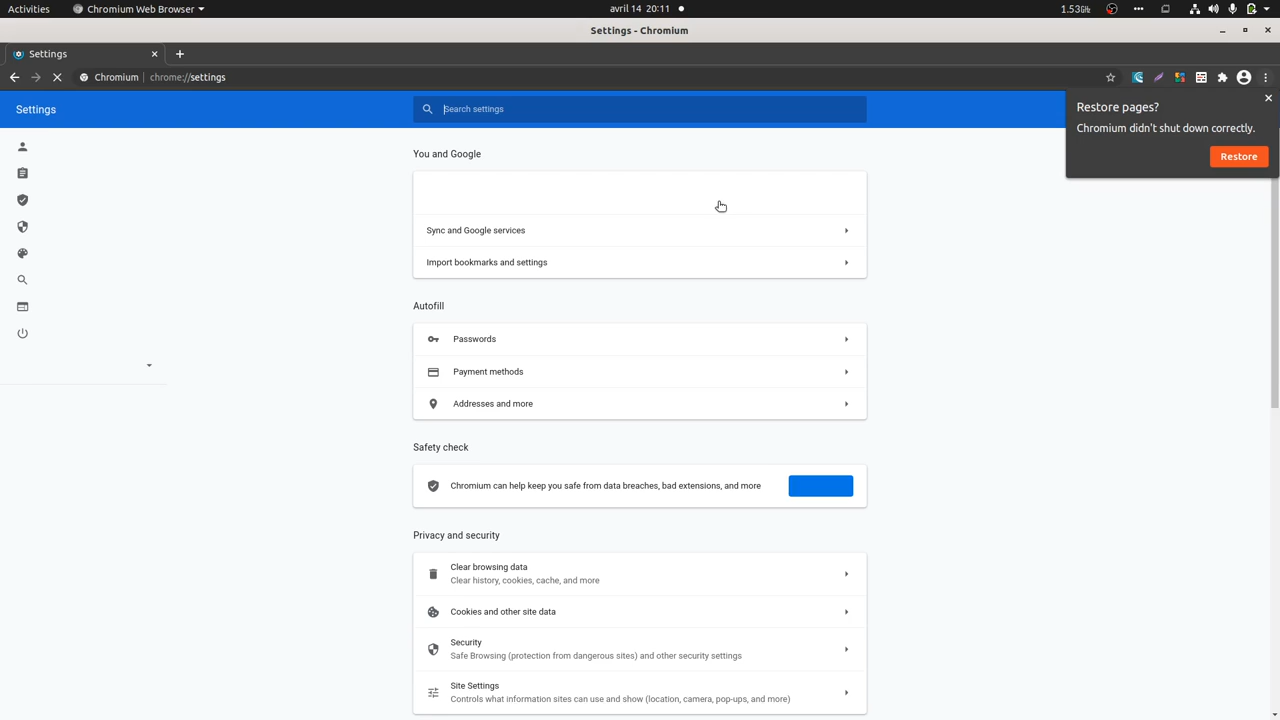 Activities
Chromium Web Browser
avril 14 20:11
1.53GHz
Settings - Chromium
Settings
Chromium
chrome://settings
Settings
Search settings
Restore pages?
Chromium didn't shut down correctly.
Restore
You and Google
Sync and Google services
Import bookmarks and settings
Autofill
Passwords
Payment methods
Addresses and more
Safety check
Chromium can help keep you safe from data breaches, bad extensions, and more
Privacy and security
Clear browsing data
Clear history, cookies, cache, and more
Cookies and other site data
Security
Safe Browsing (protection from dangerous sites) and other security settings
Site Settings
Controls what information sites can use and show (location, camera, pop-ups, and more)